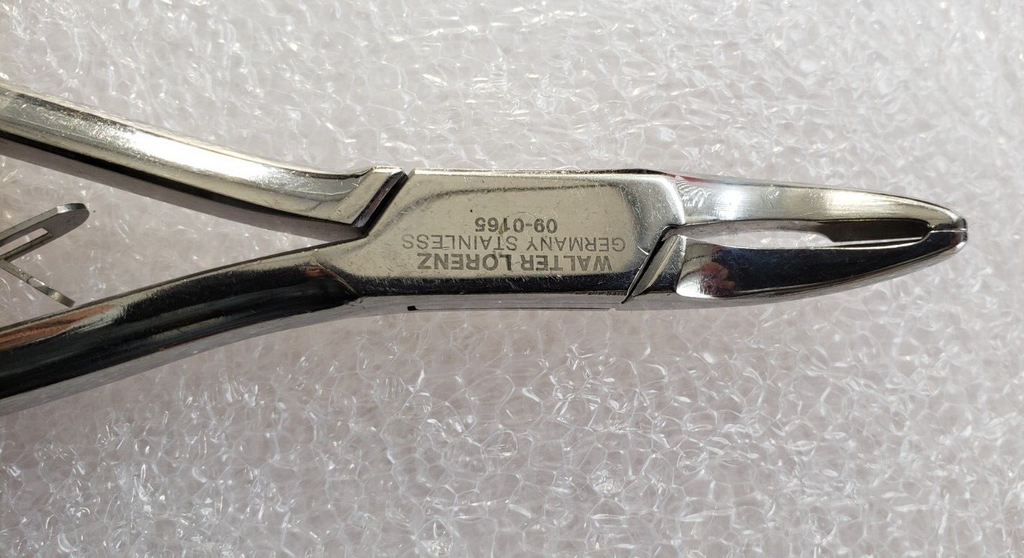 WALTER LORENZ
GERMANY STAINLESS
09-0165